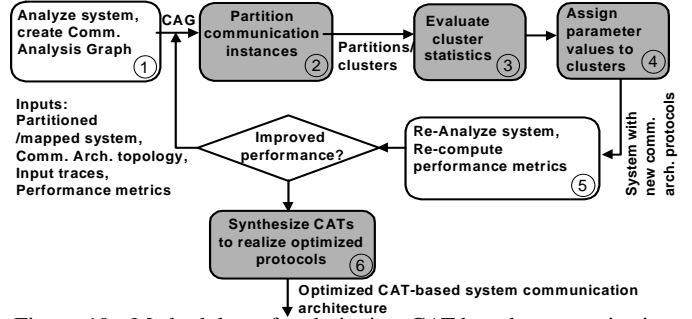 Analyze system,
create Comm.
Analysis Graph
1
CAG
Partition
communication
instances
2
Partitions/
clusters
Evaluate
cluster
statistics
3
Assign
parameter
values to
clusters
4
Inputs:
Partitioned
/mapped system,
Comm. Arch. topology,
Input traces,
Performance metrics
Improved
performance?
Re-Analyze system,
Re-compute
performance metrics
5
System with
new comm.
arch. protocols
Synthesize CATs
to realize optimized
protocols
6
Optimized CAT-based system communication
architecture